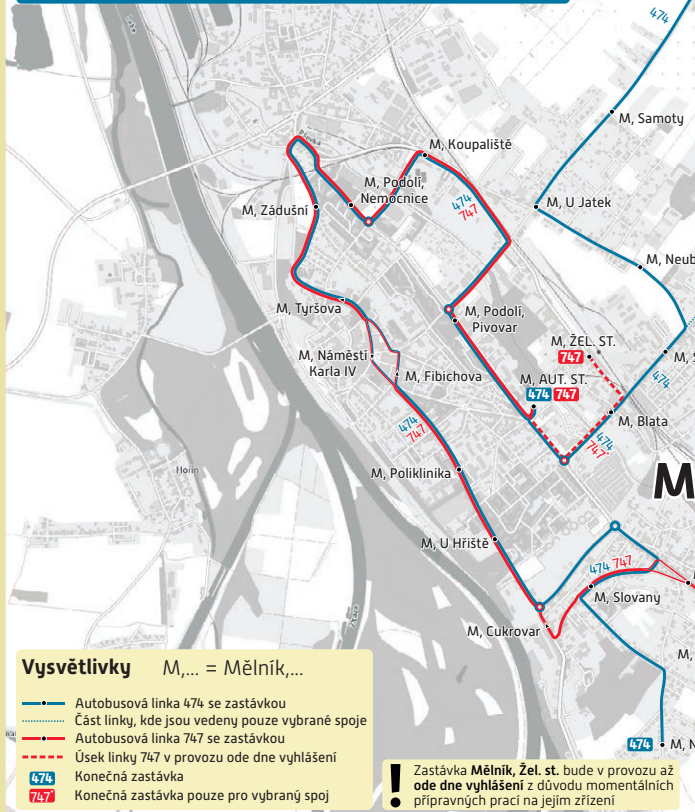 474
M, Samoty
M, Koupaliště
M, Podolí,
Nemocnice
474
747
M, Zádušní
M, U Jatek
M, Neub
M, Tyršova
M, Podolí,
Pivovar
M, ŽEL. ST.
747
M, Náměstí
Karla IV
M, Fibichova
M, AUT. ST.
474 747
474
M, Blata
474
747*
474
747
Hořín
M, Poliklinika
M
M, U Hřiště
474 747
M, Slovany
M, Cukrovar
M,
474
M, N
Vysvětlivky M,... = Mělník,...
Autobusová linka 474 se zastávkou
Část linky, kde jsou vedeny pouze vybrané spoje
Autobusová linka 747 se zastávkou
Úsek linky 747 v provozu ode dne vyhlášení
474 Konečná zastávka
747* Konečná zastávka pouze pro vybraný spoj
! Zastávka Mělník, Žel. st. bude v provozu až
ode dne vyhlášení z důvodu momentálních
přípravných prací na jejím zřízení